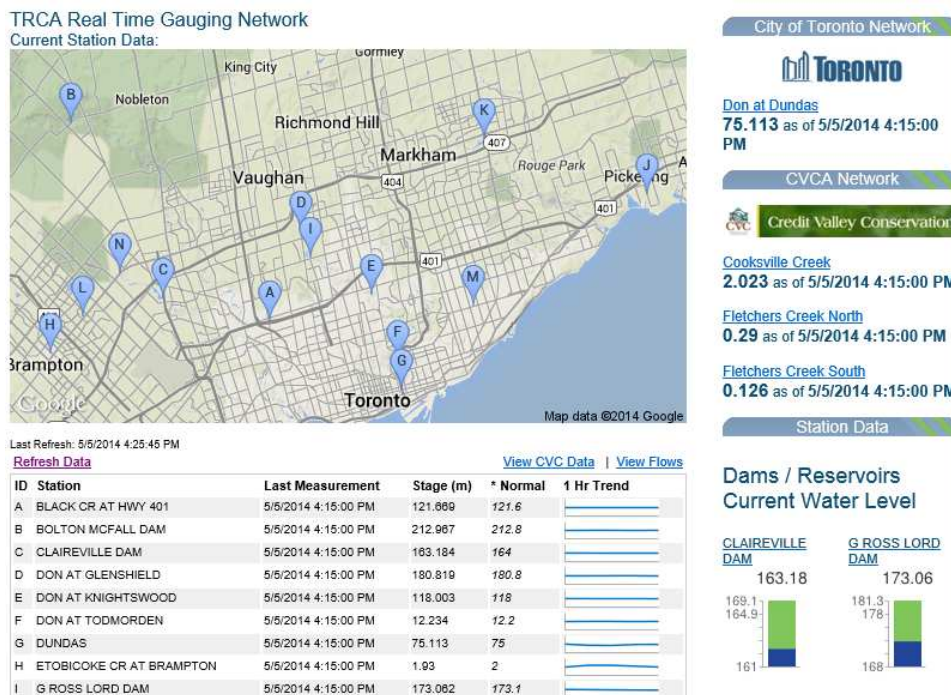 TRCA Real Time Gauging Network
Current Station Data:
King City
Gormley
B
Nobleton
K
Richmond Hill
407
Markham
Rouge Park
J
Vaughan
404
Pickering
A
D
401
I
N
C
E
401
L
A
M
H
F
Brampton
G
Toronto
Google
Map data ©2014 Google
Last Refresh: 5/5/2014 4:25:45 PM
Refresh Data View CVC Data | View Flows
ID Station Last Measurement Stage (m) * Normal 1 Hr Trend
A BLACK CR AT HWY 401 5/5/2014 4:15:00 PM 121.669 121.6
B BOLTON MCFALL DAM 5/5/2014 4:15:00 PM 212.967 212.8
C CLAIREVILLE DAM 5/5/2014 4:15:00 PM 163.184 164
D DON AT GLENSHIELD 5/5/2014 4:15:00 PM 180.819 180.8
E DON AT KNIGHTSWOOD 5/5/2014 4:15:00 PM 118.003 118
F DON AT TODMORDEN 5/5/2014 4:15:00 PM 12.234 12.2
G DUNDAS 5/5/2014 4:15:00 PM 75.113 75
H ETOBICOKE CR AT BRAMPTON 5/5/2014 4:15:00 PM 1.93 2
I G ROSS LORD DAM 5/5/2014 4:15:00 PM 173.062 173.1
City of Toronto Network
TORONTO
Don at Dundas
75.113 as of 5/5/2014 4:15:00
PM
CVCA Network
CVC Credit Valley Conservation
Cooksville Creek
2.023 as of 5/5/2014 4:15:00 PM
Fletchers Creek North
0.29 as of 5/5/2014 4:15:00 PM
Fletchers Creek South
0.126 as of 5/5/2014 4:15:00 PM
Station Data
Dams / Reservoirs
Current Water Level
CLAIREVILLE
DAM
163.18
169.1
164.9
161
G ROSS LORD
DAM
173.06
181.3
178
168